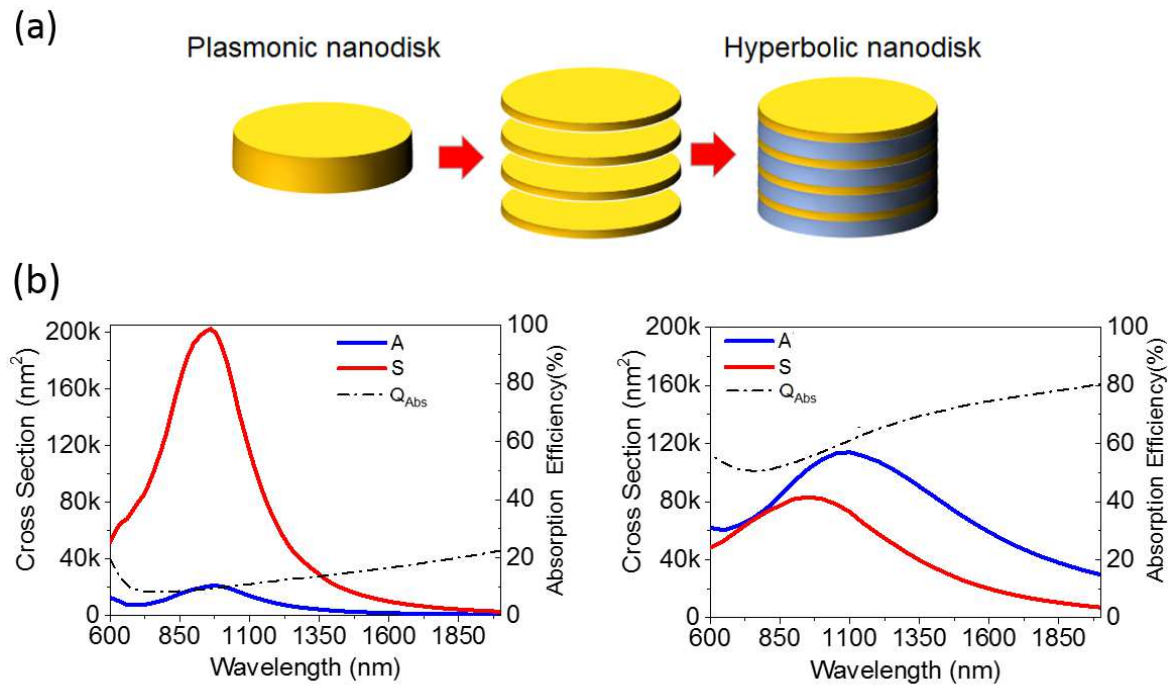 (a)
Plasmonic nanodisk
Hyperbolic nanodisk
(b)
200k
160k
120k
80k
40k
0
Cross Section (nm²)
600 850 1100 1350 1600 1850
Wavelength (nm)
100
80
60
40
20
0
Absorption Efficiency(%)
A
S
Q_Abs
200k
160k
120k
80k
40k
0
Cross Section (nm²)
600 850 1100 1350 1600 1850
Wavelength (nm)
100
80
60
40
20
0
Absorption Efficiency(%)
A
S
Q_Abs